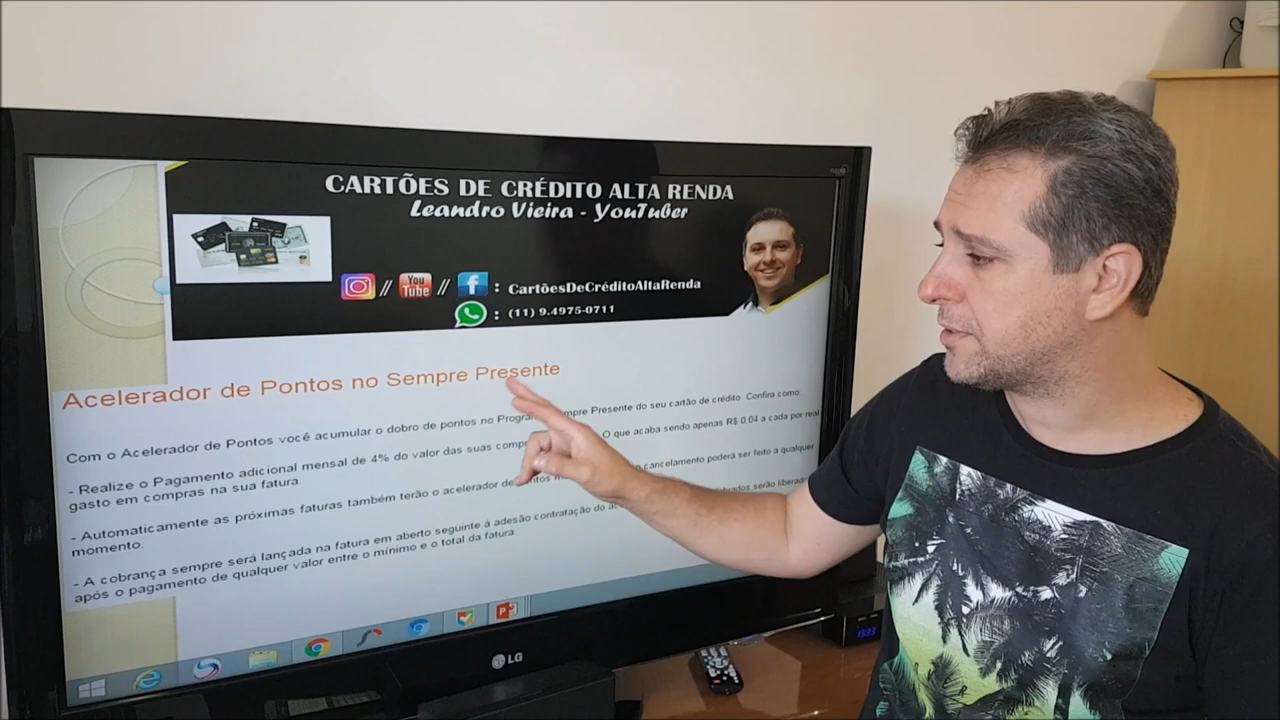 CARTÕES DE CRÉDITO ALTA RENDA
Leandro Vieira - YouTuber
// You Tube // f : CartõesDeCréditoAltaRenda
: (11) 9.4975-0711
Acelerador de Pontos no Sempre Presente
Com o Acelerador de Pontos você acumular o dobro de pontos no Presente do seu cartão de crédito. Confira como:
- Realize o Pagamento adicional mensal de 4% do valor das suas O que acaba sendo apenas R$ 0,04 a cada por real
gasto em compras na sua fatura.
- Automaticamente as próximas faturas também terão o acelerador de cancelamento poderá ser feito a qualquer
momento.
- A cobrança sempre será lançada na fatura em aberto seguinte à adesão contratação do serão
após o pagamento de qualquer valor entre o mínimo e o total da fatura
LG